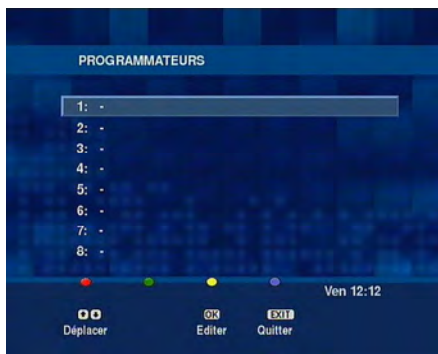 PROGRAMMATEURS
1: -
2: -
3: -
4: -
5: -
6: -
7: -
8: -
Ven 12:12
OK EXIT
Déplacer Editer Quitter